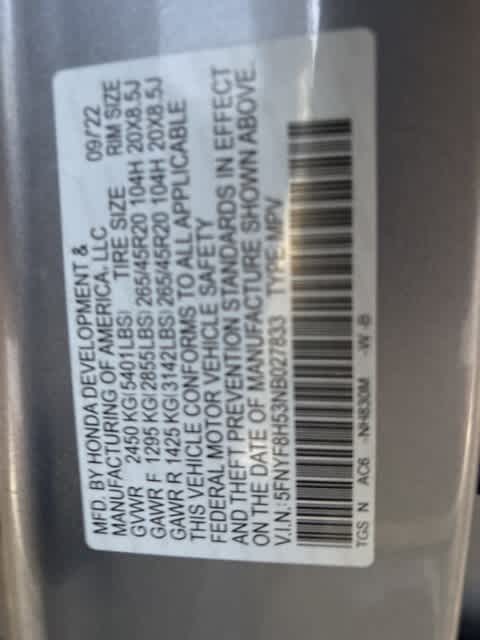 MFD. BY HONDA DEVELOPMENT & 09/22
MANUFACTURING OF AMERICA, LLC
TIRE SIZE RIM SIZE
GVWR 2450 KG(5401LBS)
GAWR F 1295 KG(2855LBS) 265/45R20 104H 20X8.5J
GAWR R 1425 KG(3142LBS) 265/45R20 104H 20X8.5J
THIS VEHICLE CONFORMS TO ALL APPLICABLE
FEDERAL MOTOR VEHICLE SAFETY
AND THEFT PREVENTION STANDARDS IN EFFECT
ON THE DATE OF MANUFACTURE SHOWN ABOVE.
V.I.N.: 5FNYF8H53NB027833 TYPE: MPV
TGS N AC6 -NH830M -W -B